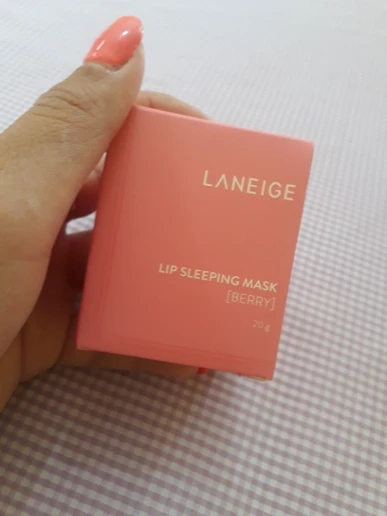 LANEIGE
LIP SLEEPING MASK
[BERRY]
20 g